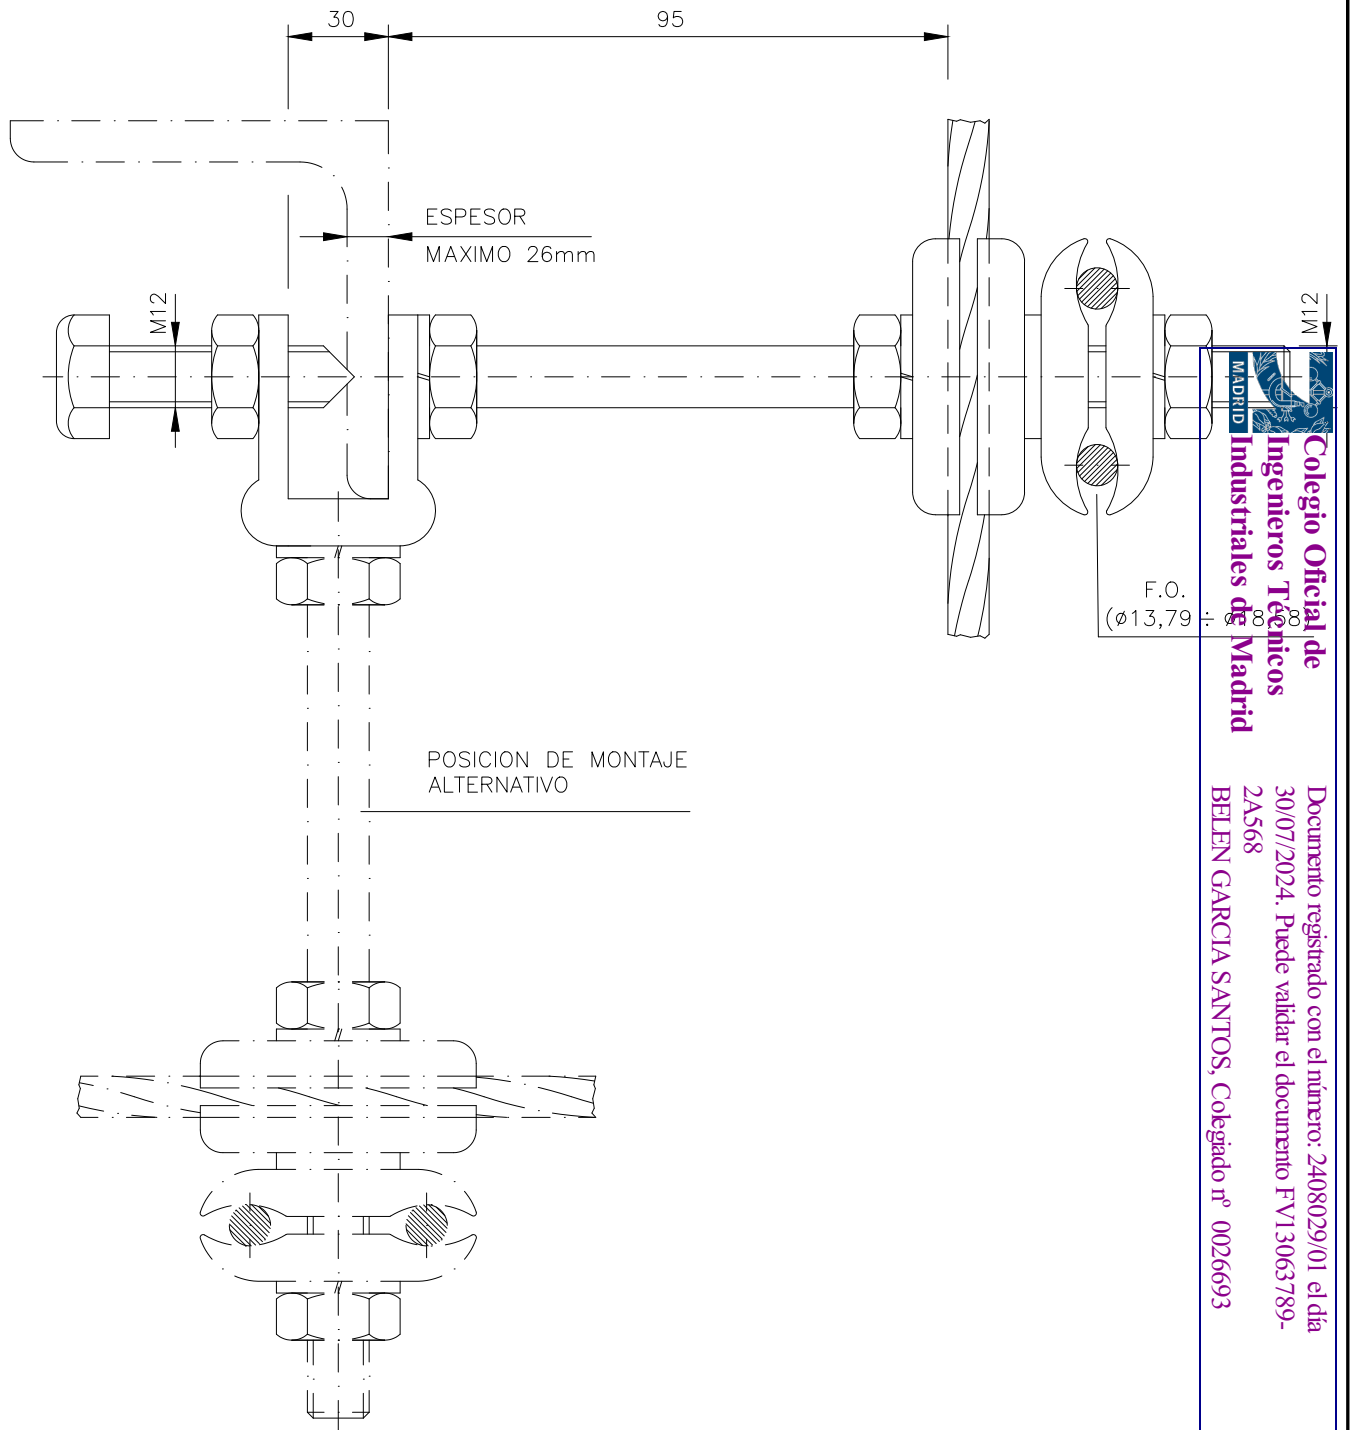 30
95
ESPESOR
MAXIMO 26mm
M12
M12
F.O.
(ø13,79 ÷ ø18,68)
POSICION DE MONTAJE
ALTERNATIVO
MADRID
Colegio Oficial de
Ingenieros Técnicos
Industriales de Madrid
Documento registrado con el número: 2408029/01 el día
30/07/2024. Puede validar el documento FV13063789-
2A568
BELEN GARCIA SANTOS, Colegiado nº 0026693